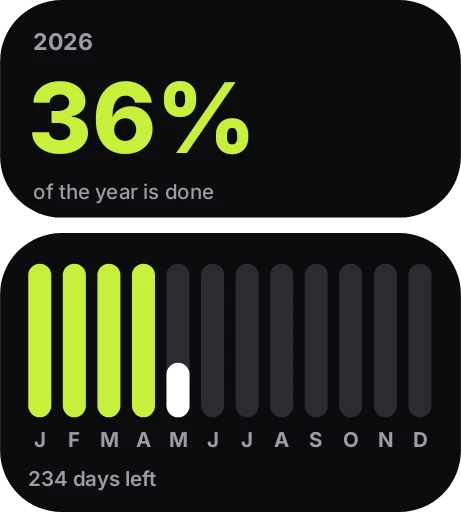 2026
36%
of the year is done
J F M A M J J A S O N D
234 days left